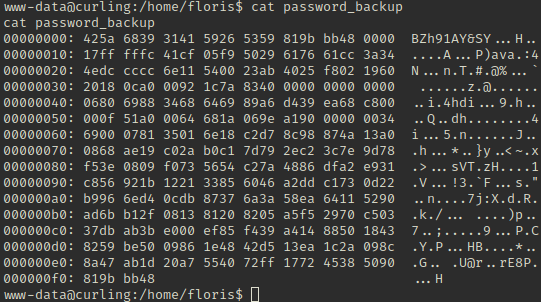 www-data@curling:/home/floris$ cat password_backup
cat password_backup
00000000: 425a 6839 3141 5926 5359 819b bb48 0000  BZh91AY&SY...H..
00000010: 17ff fffc 41cf 05f9 5029 6176 61cc 3a34  ....A...P)ava.:4
00000020: 4edc cccc 6e11 5400 23ab 4025 f802 1960  N...n.T.#.@%...`
00000030: 2018 0ca0 0092 1c7a 8340 0000 0000 0000   ......z.@......
00000040: 0680 6988 3468 6469 89a6 d439 ea68 c800  ..i.4hdi...9.h..
00000050: 000f 51a0 0064 681a 069e a190 0000 0034  ..Q..dh........4
00000060: 6900 0781 3501 6e18 c2d7 8c98 874a 13a0  i...5.n......J..
00000070: 0868 ae19 c02a b0c1 7d79 2ec2 3c7e 9d78  .h...*..}y..<~.x
00000080: f53e 0809 f073 5654 c27a 4886 dfa2 e931  .>...sVT.zH....1
00000090: c856 921b 1221 3385 6046 a2dd c173 0d22  .V...!3.`F...s."
000000a0: b996 6ed4 0cdb 8737 6a3a 58ea 6411 5290  ..n....7j:X.d.R.
000000b0: ad6b b12f 0813 8120 8205 a5f5 2970 c503  .k./... ....)p..
000000c0: 37db ab3b e000 ef85 f439 a414 8850 1843  7..;.....9...P.C
000000d0: 8259 be50 0986 1e48 42d5 13ea 1c2a 098c  .Y.P...HB....*..
000000e0: 8a47 ab1d 20a7 5540 72ff 1772 4538 5090  .G.. .U@r..rE8P.
000000f0: 819b bb48                                ...H
www-data@curling:/home/floris$